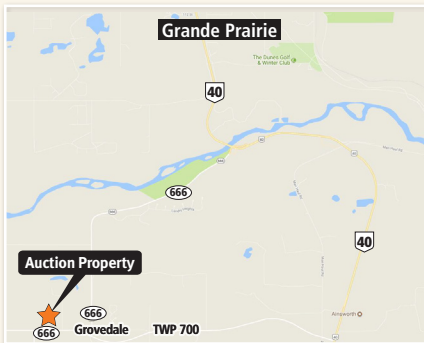 Grande Prairie
The Dunes Golf
& Winter Club
40
666
40
Auction Property
Ainsworth
666
666
Grovedale
TWP 700